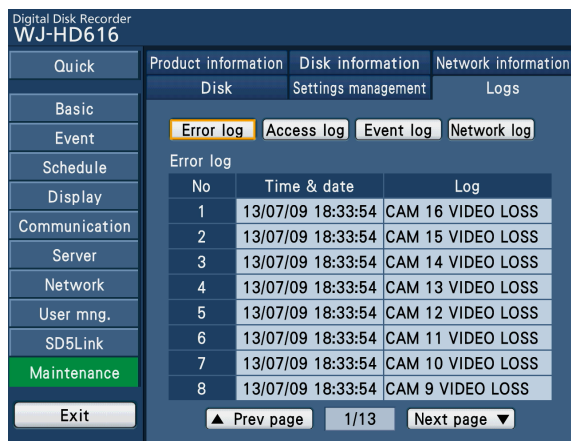 Digital Disk Recorder
WJ-HD616
Quick
Basic
Event
Schedule
Display
Communication
Server
Network
User mng.
SD5Link
Maintenance
Exit
Product information Disk information Network information
Disk Settings management Logs
Error log Access log Event log Network log
Error log
No Time & date Log
1 13/07/09 18:33:54 CAM 16 VIDEO LOSS
2 13/07/09 18:33:54 CAM 15 VIDEO LOSS
3 13/07/09 18:33:54 CAM 14 VIDEO LOSS
4 13/07/09 18:33:54 CAM 13 VIDEO LOSS
5 13/07/09 18:33:54 CAM 12 VIDEO LOSS
6 13/07/09 18:33:54 CAM 11 VIDEO LOSS
7 13/07/09 18:33:54 CAM 10 VIDEO LOSS
8 13/07/09 18:33:54 CAM 9 VIDEO LOSS
▲ Prev page 1/13 Next page ▼